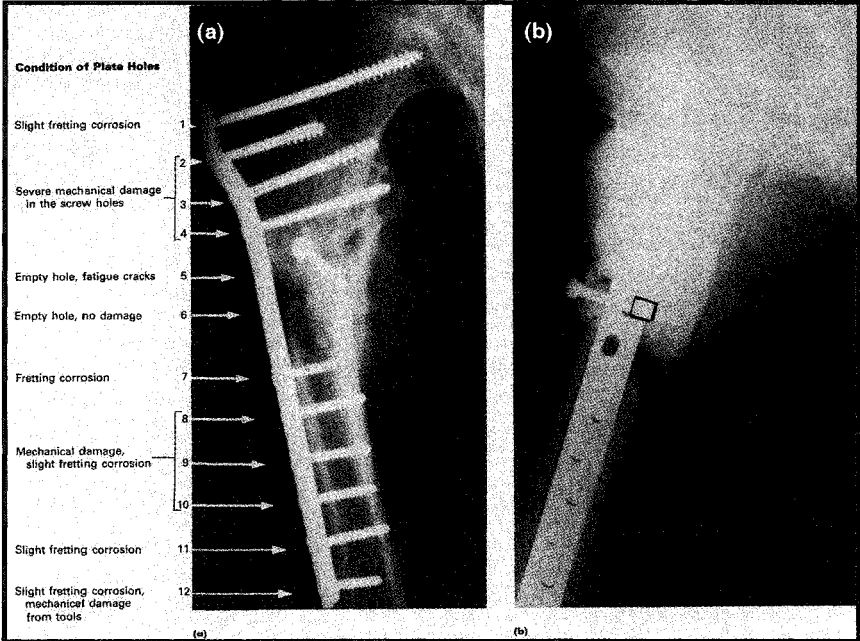 (a)
(b)
Condition of Plate Holes
Slight fretting corrosion
1
2
Severe mechanical damage
in the screw holes
3
4
Empty hole, fatigue cracks
5
Empty hole, no damage
6
Fretting corrosion
7
8
Mechanical damage,
slight fretting corrosion
9
10
Slight fretting corrosion
11
Slight fretting corrosion,
mechanical damage
from tools
12
(a)
(b)